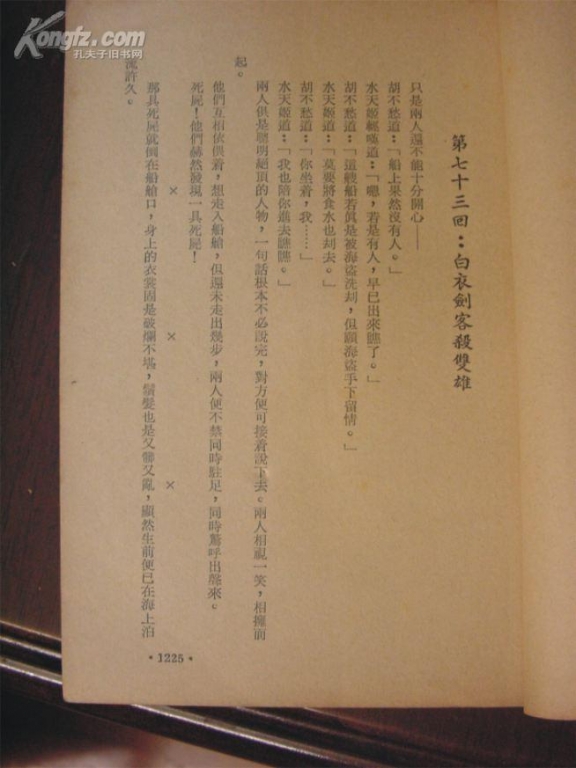 Kongfz.com
孔夫子旧书网
第七十三回：白衣劍客殺雙雄
只是兩人還不能十分開心——
胡不愁道：「船上果然沒有人。」
水天姬輕嘆道：「嗯，若是有人，早已出來瞧了。」
胡不愁道：「這艘船若眞是被海盜洗刧，但願海盜手下留情。」
水天姬道：「莫要將食水也刧去。」
胡不愁道：「你坐着，我……」
水天姬道：「我也陪你進去瞧瞧。」
兩人俱是聰明絕頂的人物，一句話根本不必說完，對方便可接着說下去。兩人相視一笑，相擁前
起。
他們互相依偎着，想走入船艙，但還未走出幾步，兩人便不禁同時駐足，同時驚呼出聲來。
死屍！他們赫然發現一具死屍！
× × ×
那具死屍就倒在船艙口，身上的衣裳固是破爛不堪，鬚髮也是又髒又亂，顯然生前便已在海上泊
流許久。
·1225·